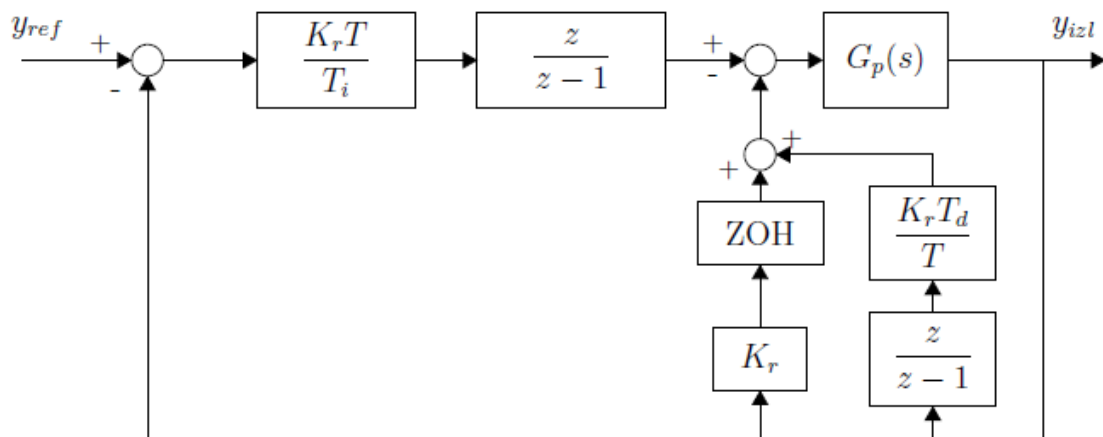 y_ref
+
-
K_r T
T_i
z
z − 1
+
-
G_p(s)
y_izl
+
+
ZOH
K_r T_d
T
K_r
z
z − 1